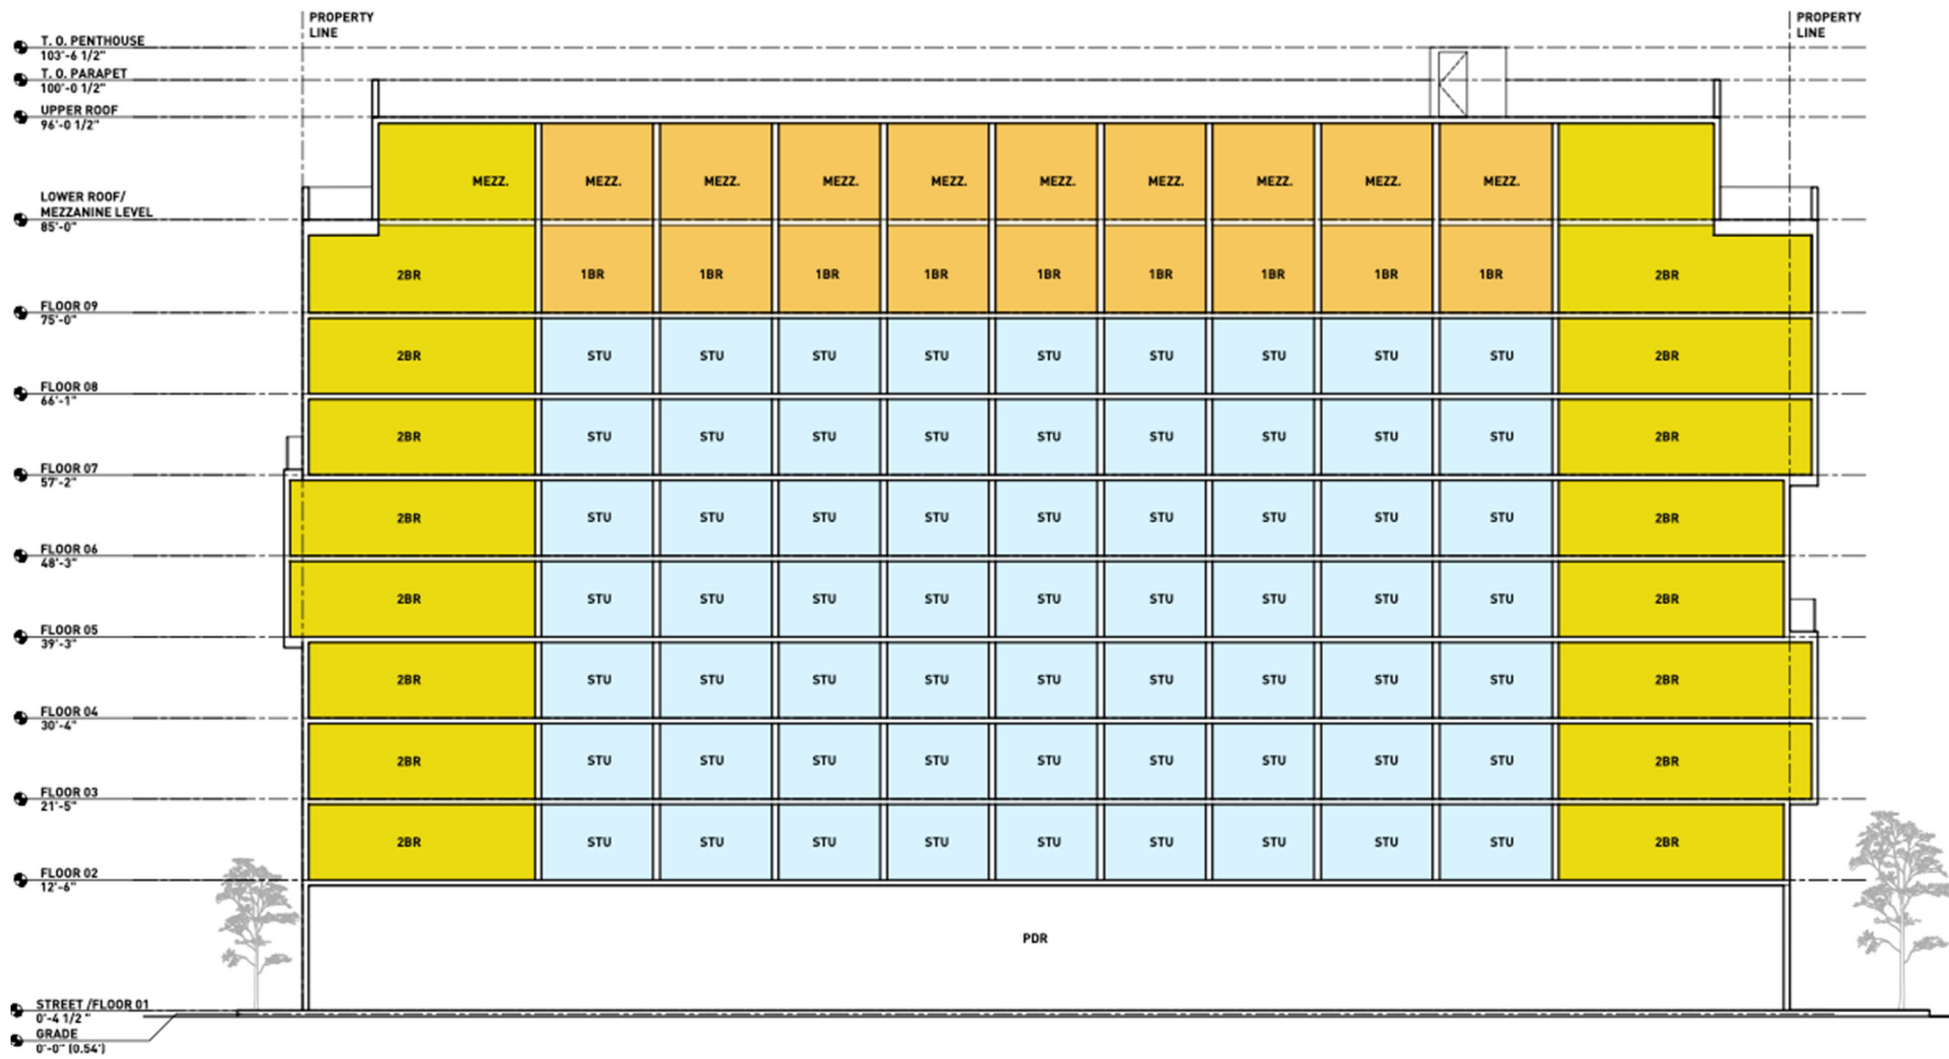 PROPERTY
LINE
PROPERTY
LINE
T. O. PENTHOUSE
103'-6 1/2"
T. O. PARAPET
100'-0 1/2"
UPPER ROOF
96'-0 1/2"
MEZZ. MEZZ. MEZZ. MEZZ. MEZZ. MEZZ. MEZZ. MEZZ. MEZZ. MEZZ.
LOWER ROOF/
MEZZANINE LEVEL
85'-0"
2BR 1BR 1BR 1BR 1BR 1BR 1BR 1BR 1BR 1BR 2BR
FLOOR 09
75'-0"
2BR STU STU STU STU STU STU STU STU STU 2BR
FLOOR 08
66'-1"
2BR STU STU STU STU STU STU STU STU STU 2BR
FLOOR 07
57'-2"
2BR STU STU STU STU STU STU STU STU STU 2BR
FLOOR 06
48'-3"
2BR STU STU STU STU STU STU STU STU STU 2BR
FLOOR 05
39'-3"
2BR STU STU STU STU STU STU STU STU STU 2BR
FLOOR 04
30'-4"
2BR STU STU STU STU STU STU STU STU STU 2BR
FLOOR 03
21'-5"
2BR STU STU STU STU STU STU STU STU STU 2BR
FLOOR 02
12'-6"
PDR
STREET /FLOOR 01
0'-4 1/2 "
GRADE
0'-0" (0.54')